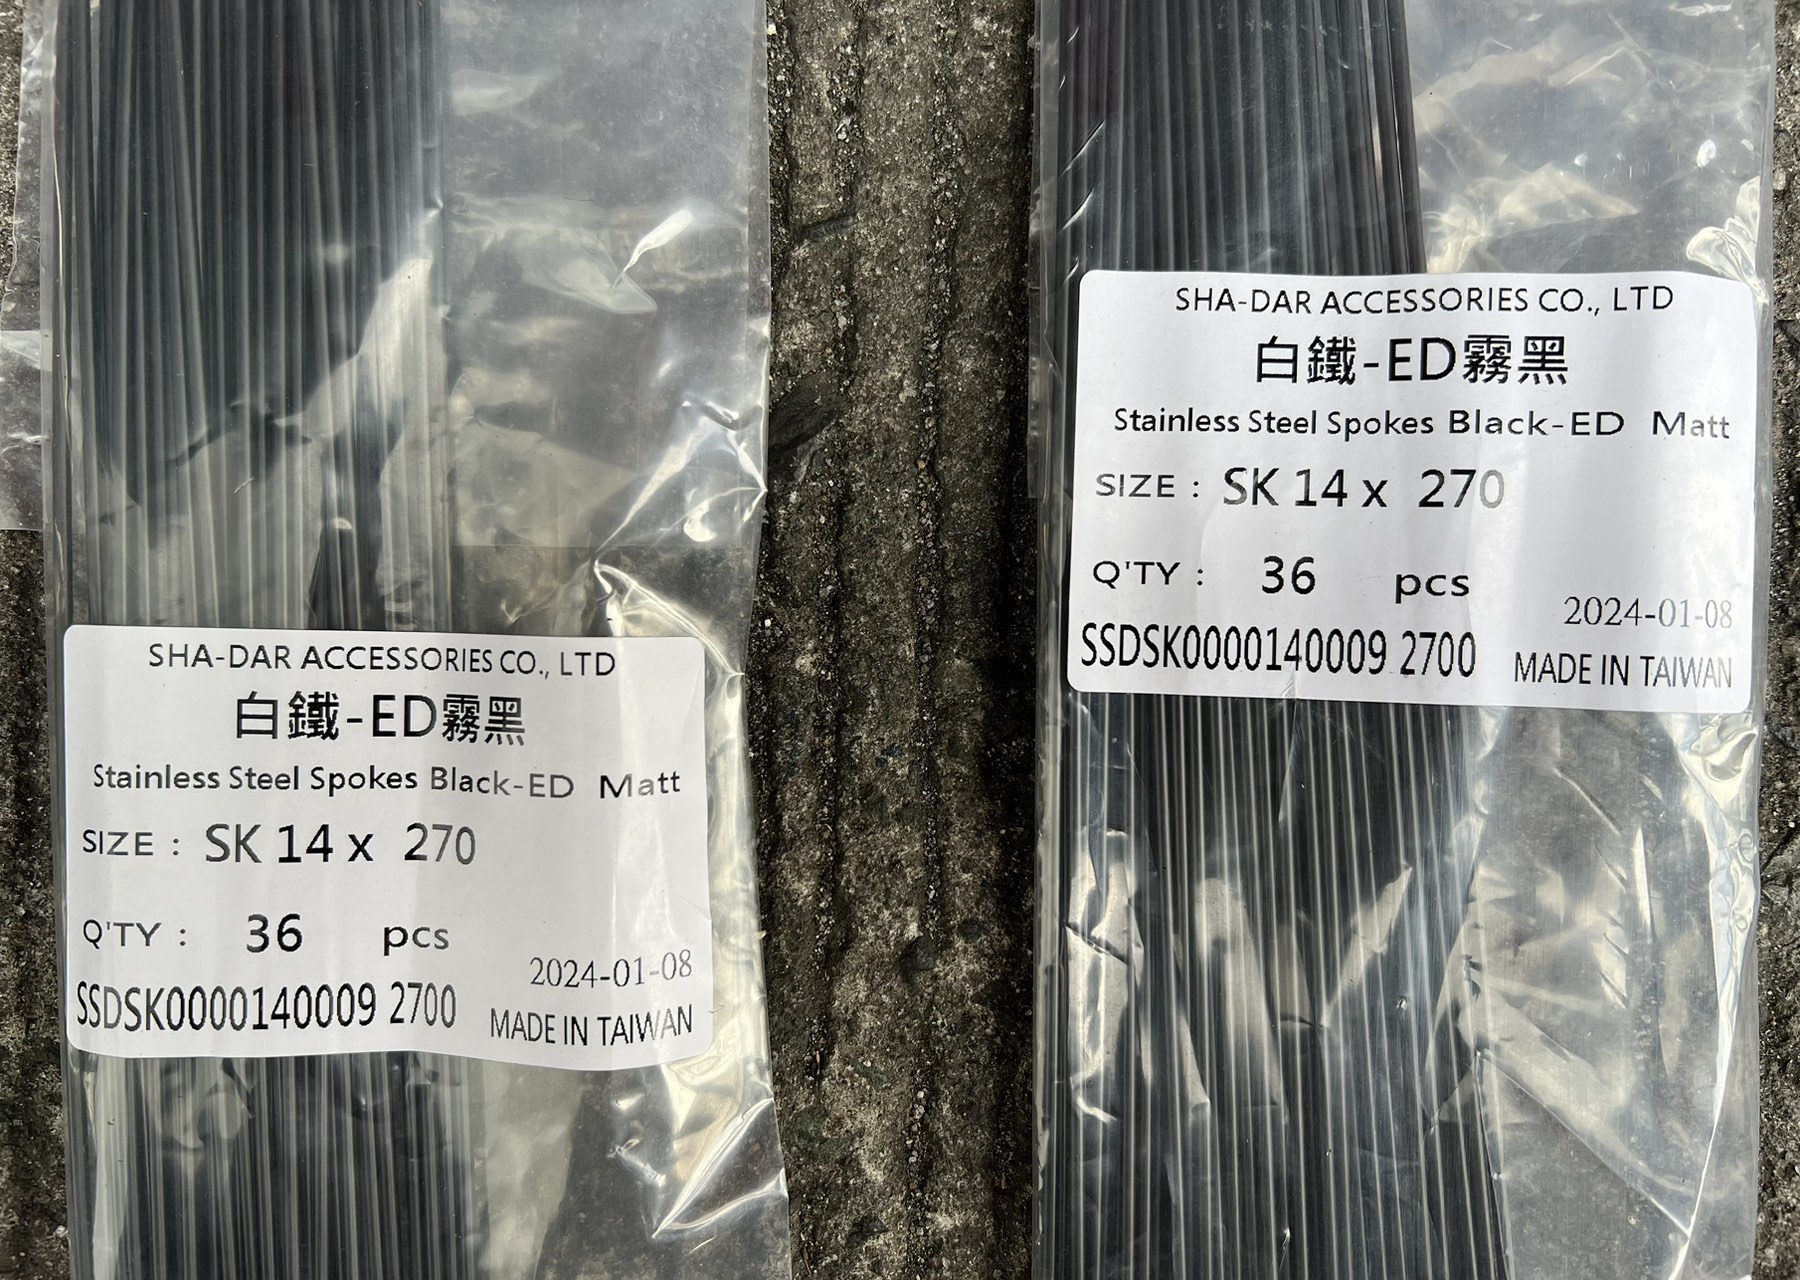 SHA-DAR ACCESSORIES CO., LTD
白鐵-ED霧黑
Stainless Steel Spokes Black-ED Matt
SIZE : SK 14 x 270
Q'TY : 36 pcs
2024-01-08
SSDSK0000140009 2700 MADE IN TAIWAN
SHA-DAR ACCESSORIES CO., LTD
白鐵-ED霧黑
Stainless Steel Spokes Black-ED Matt
SIZE : SK 14 x 270
Q'TY : 36 pcs
2024-01-08
SSDSK0000140009 2700 MADE IN TAIWAN